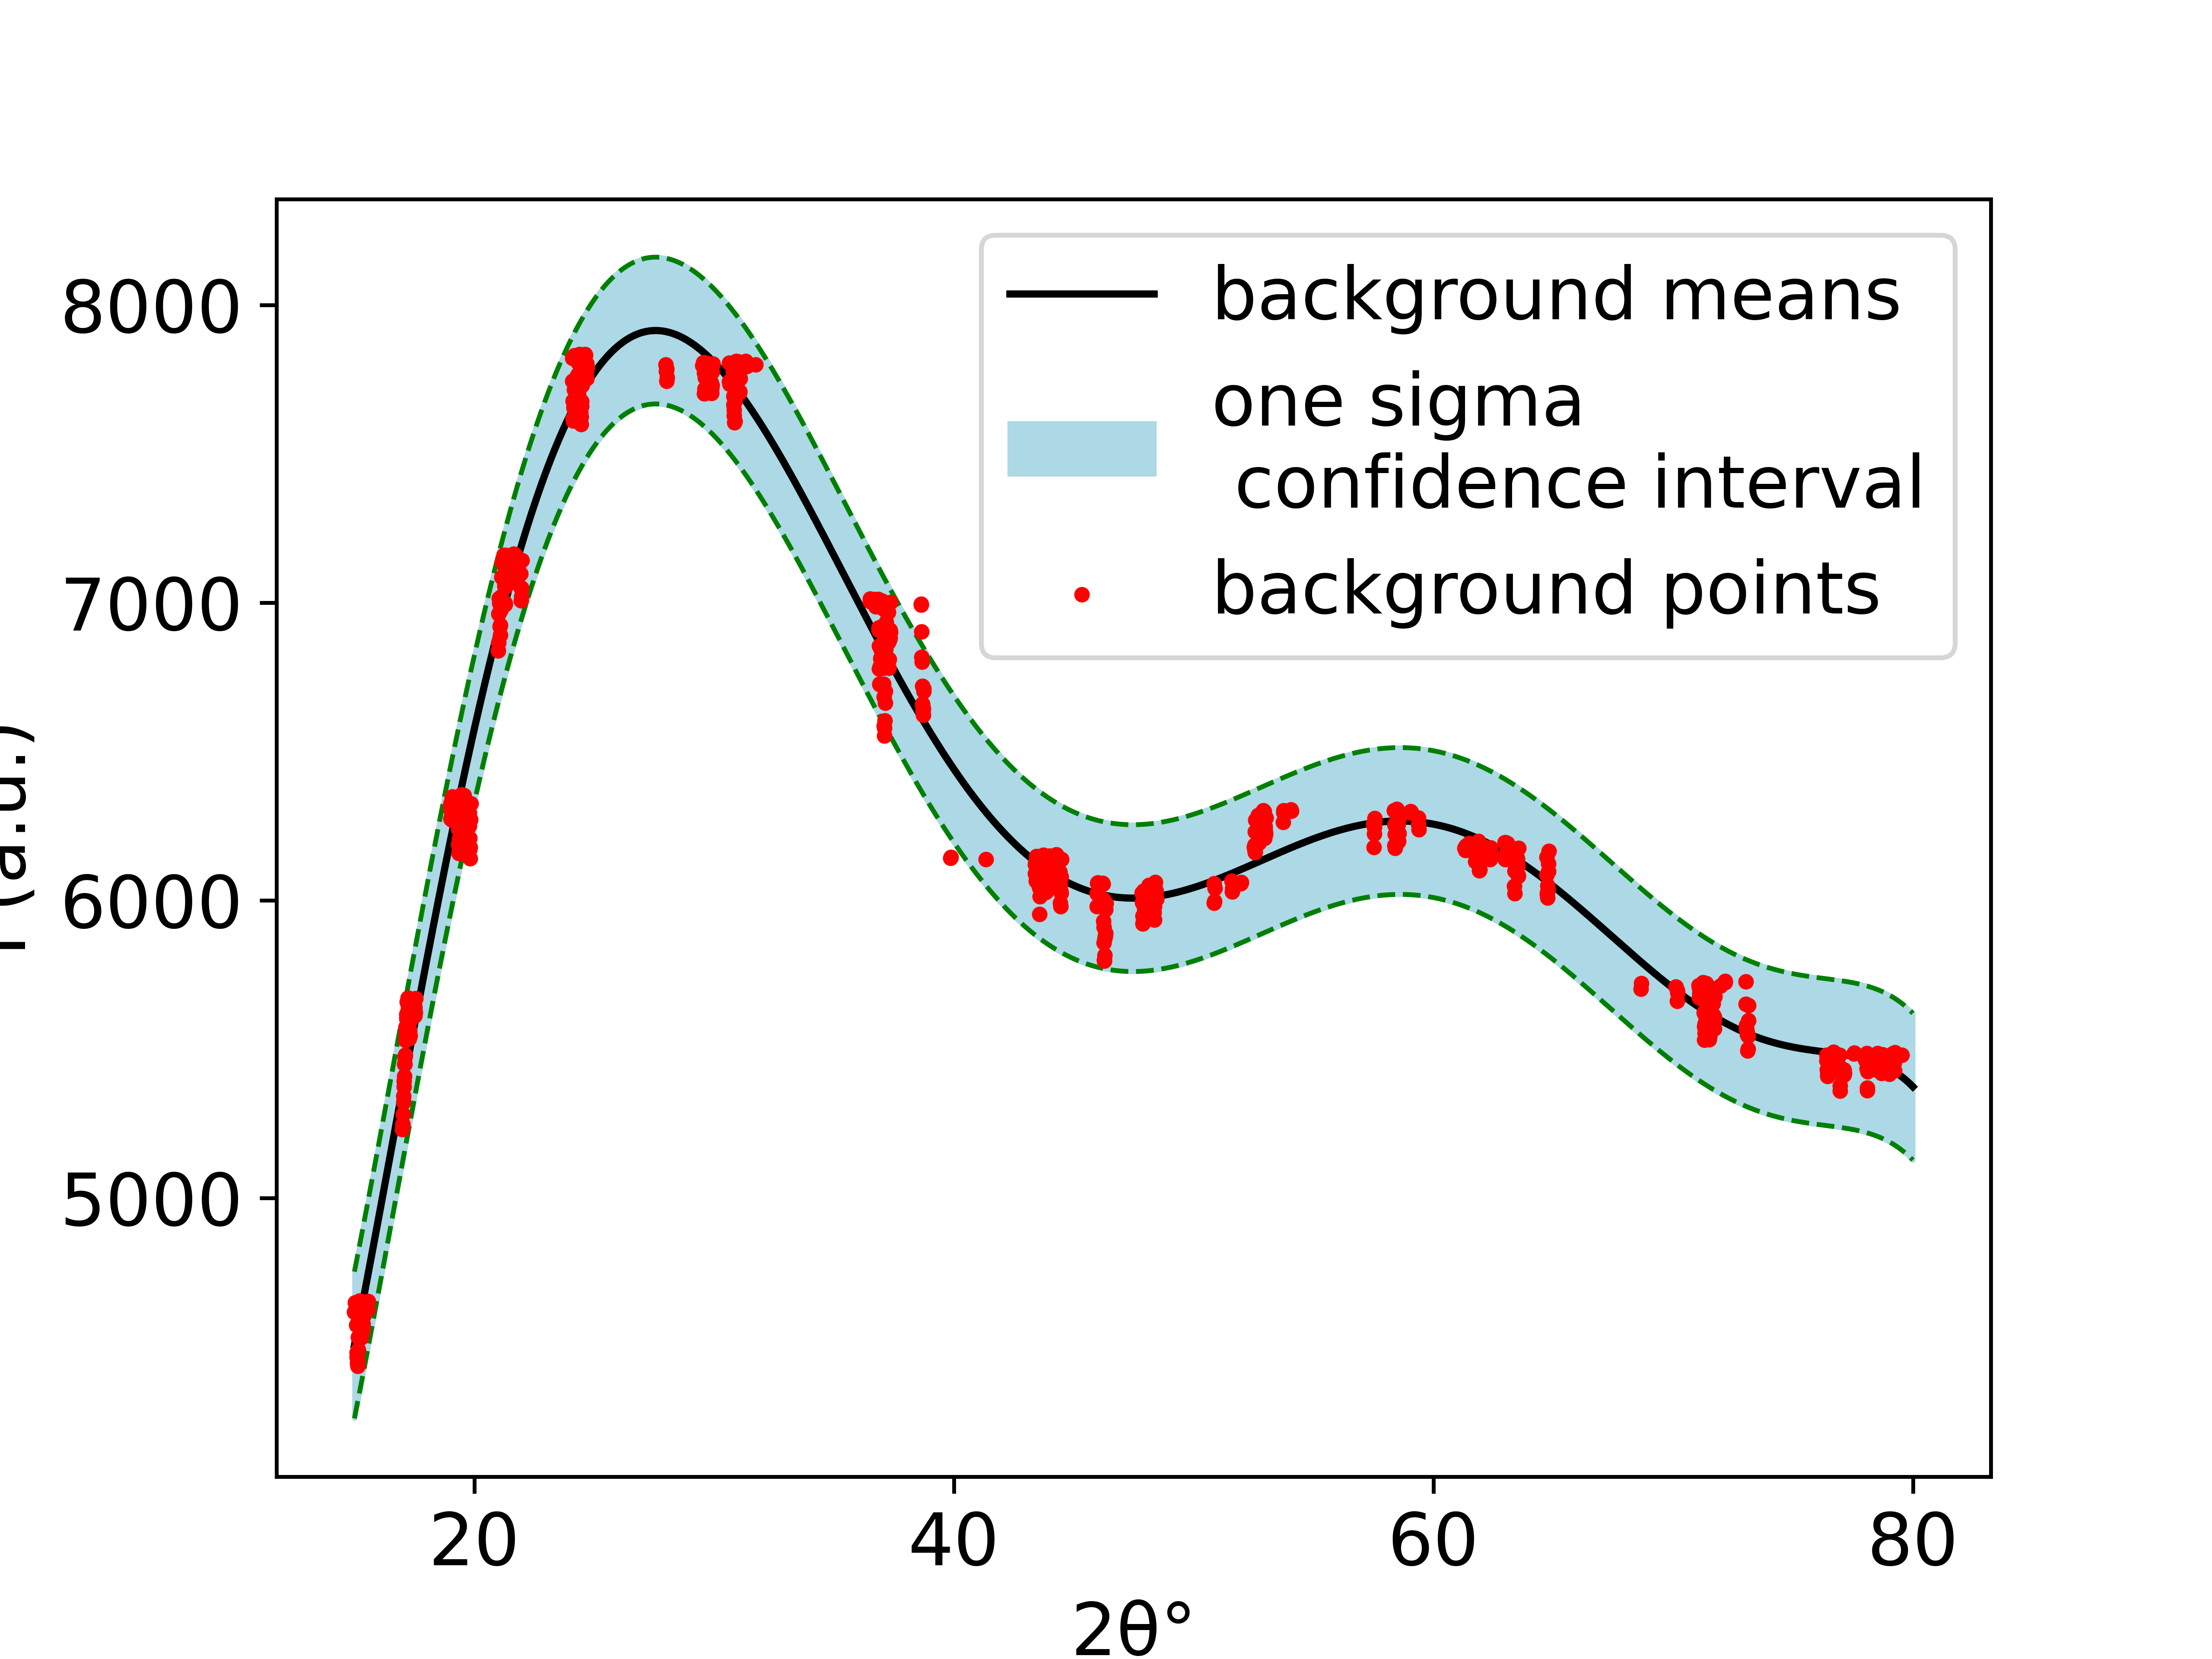 background means
one sigma
confidence interval
background points
8000
7000
6000
5000
(a.u.)
20 40 60 80
2θ°